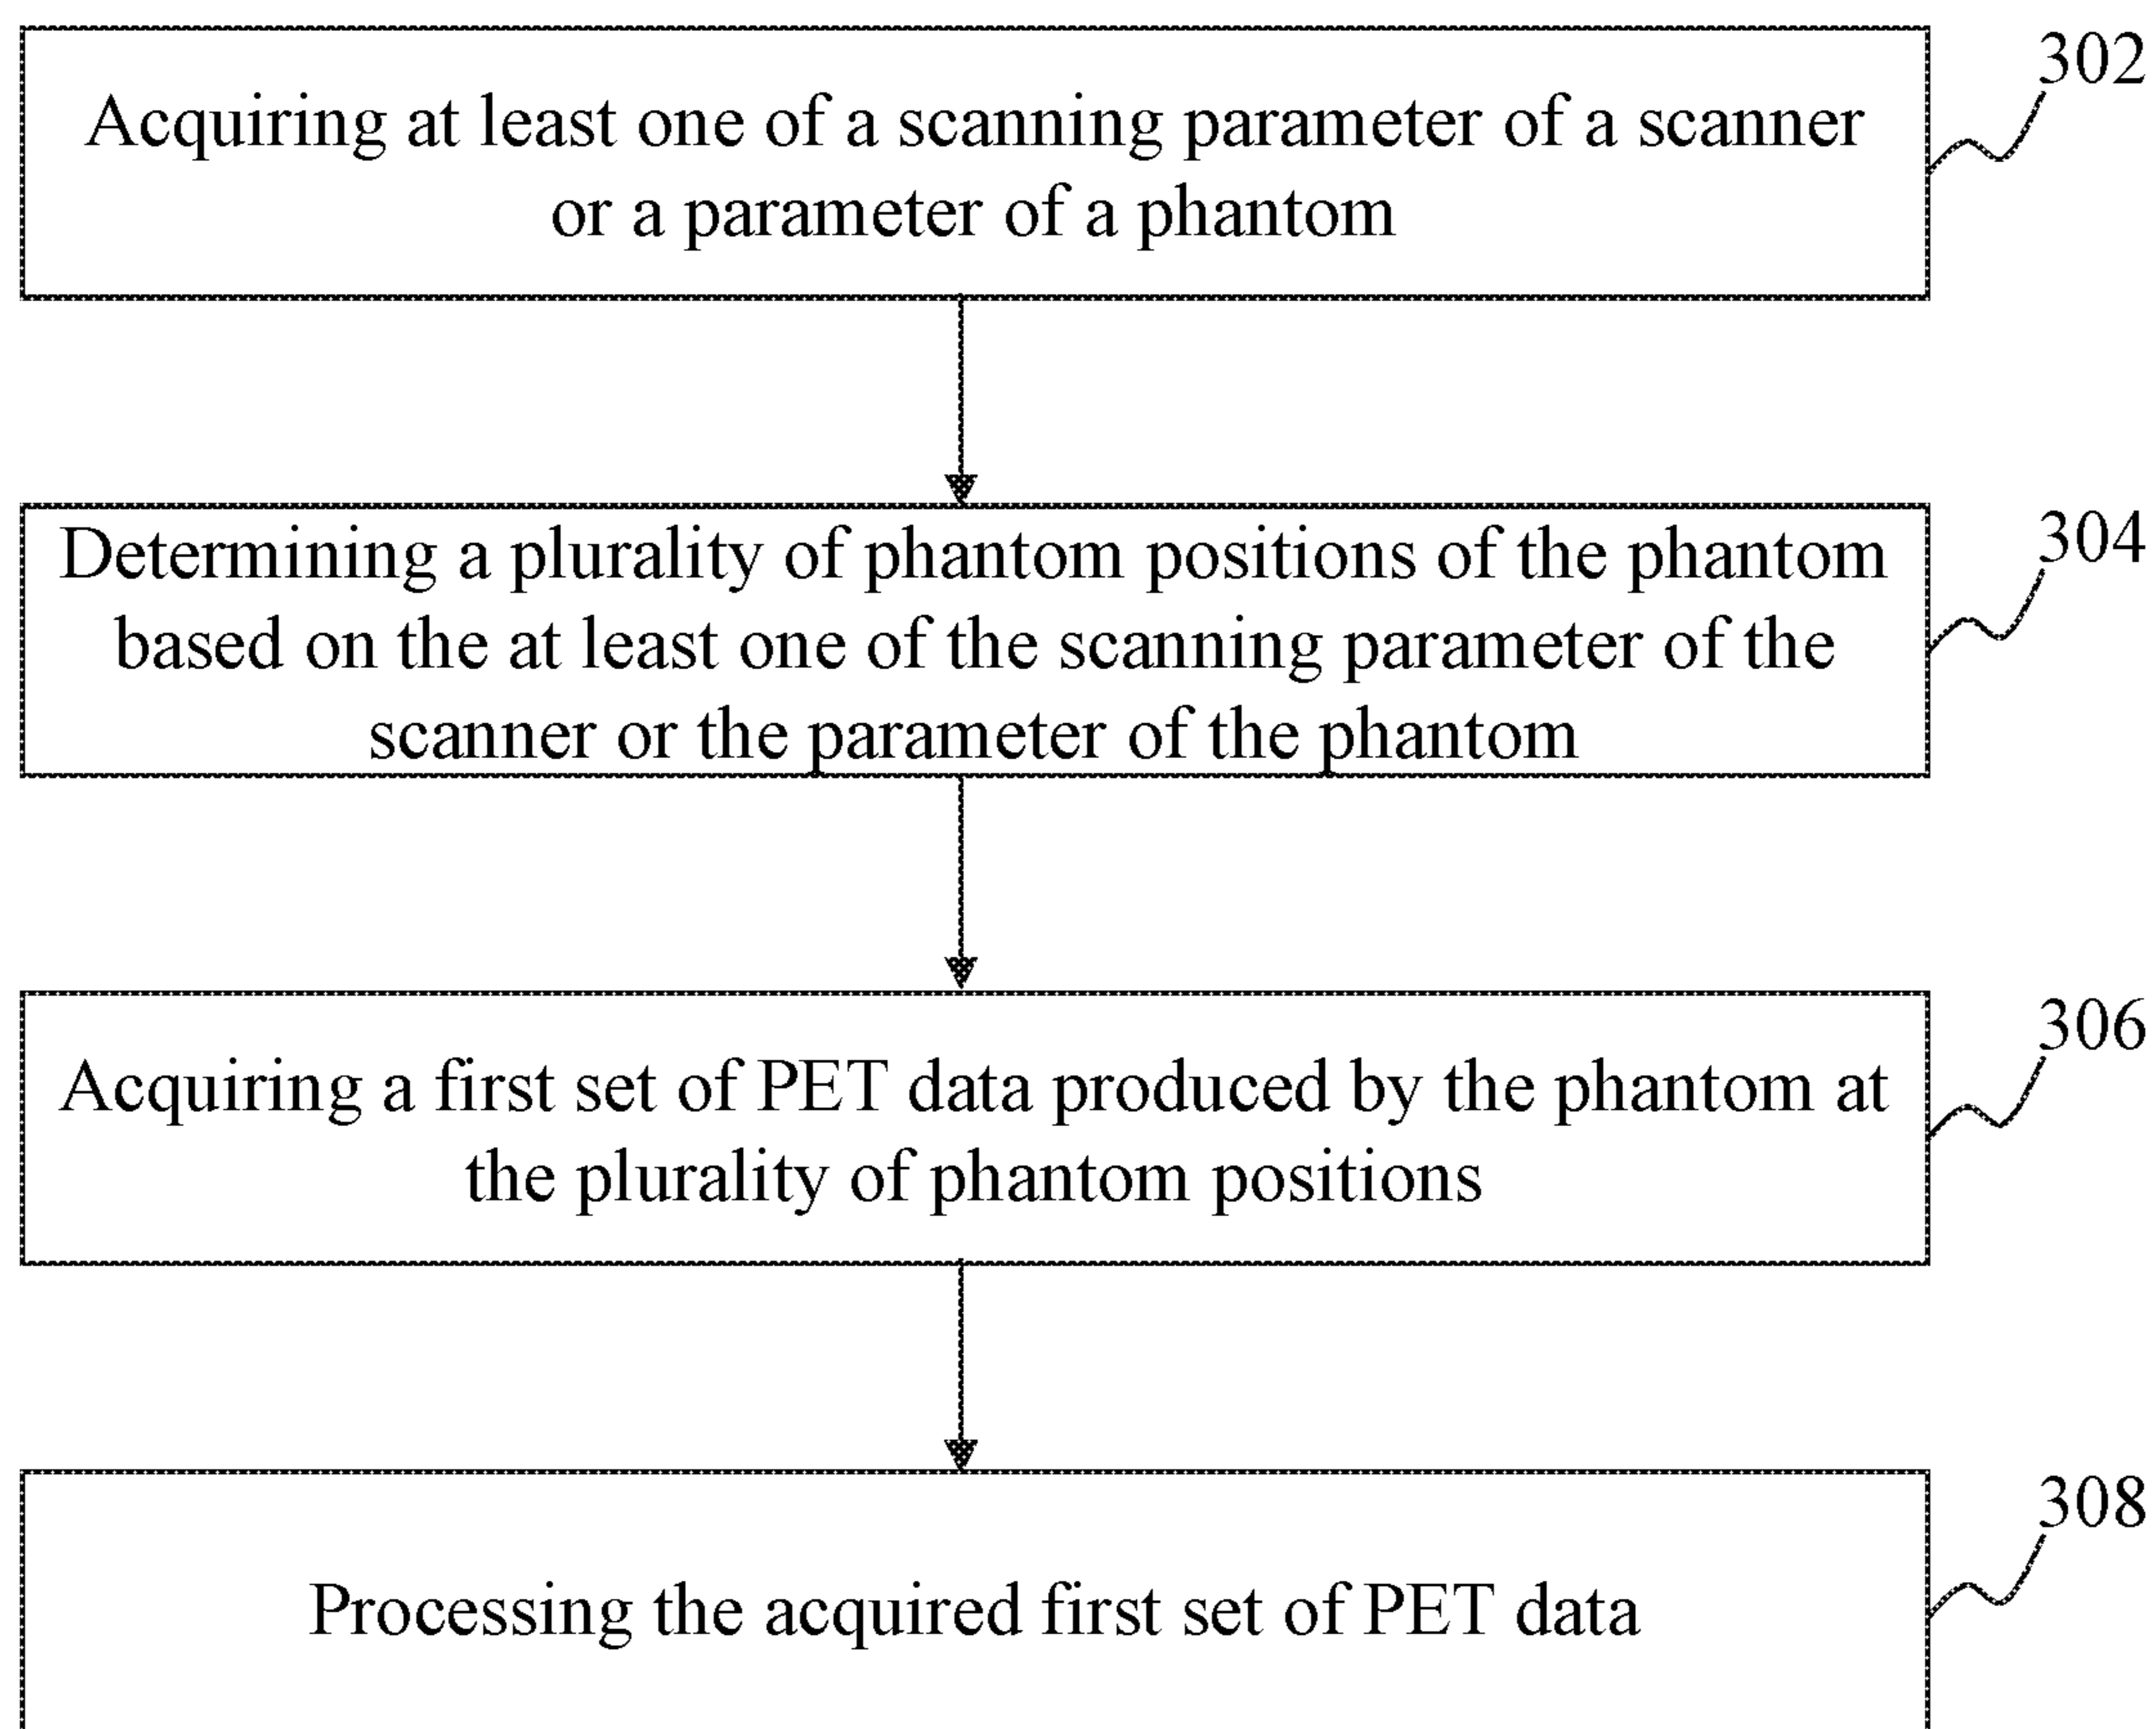 302
Acquiring at least one of a scanning parameter of a scanner
or a parameter of a phantom
304
Determining a plurality of phantom positions of the phantom
based on the at least one of the scanning parameter of the
scanner or the parameter of the phantom
306
Acquiring a first set of PET data produced by the phantom at
the plurality of phantom positions
308
Processing the acquired first set of PET data